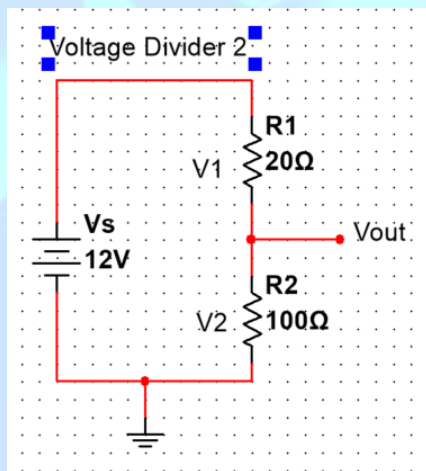 Voltage Divider 2
R1
V1
20Ω
Vs
12V
Vout
R2
V2
100Ω